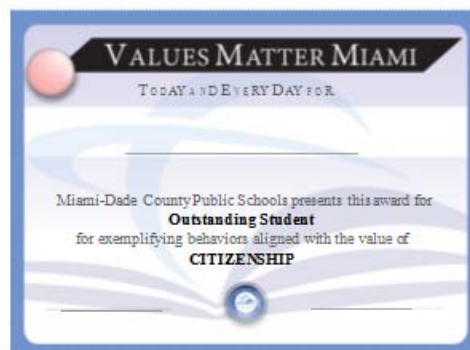 VALUES MATTER MIAMI
TODAY AND EVERY DAY FOR
Miami-Dade County Public Schools presents this award for
Outstanding Student
for exemplifying behaviors aligned with the value of
CITIZENSHIP